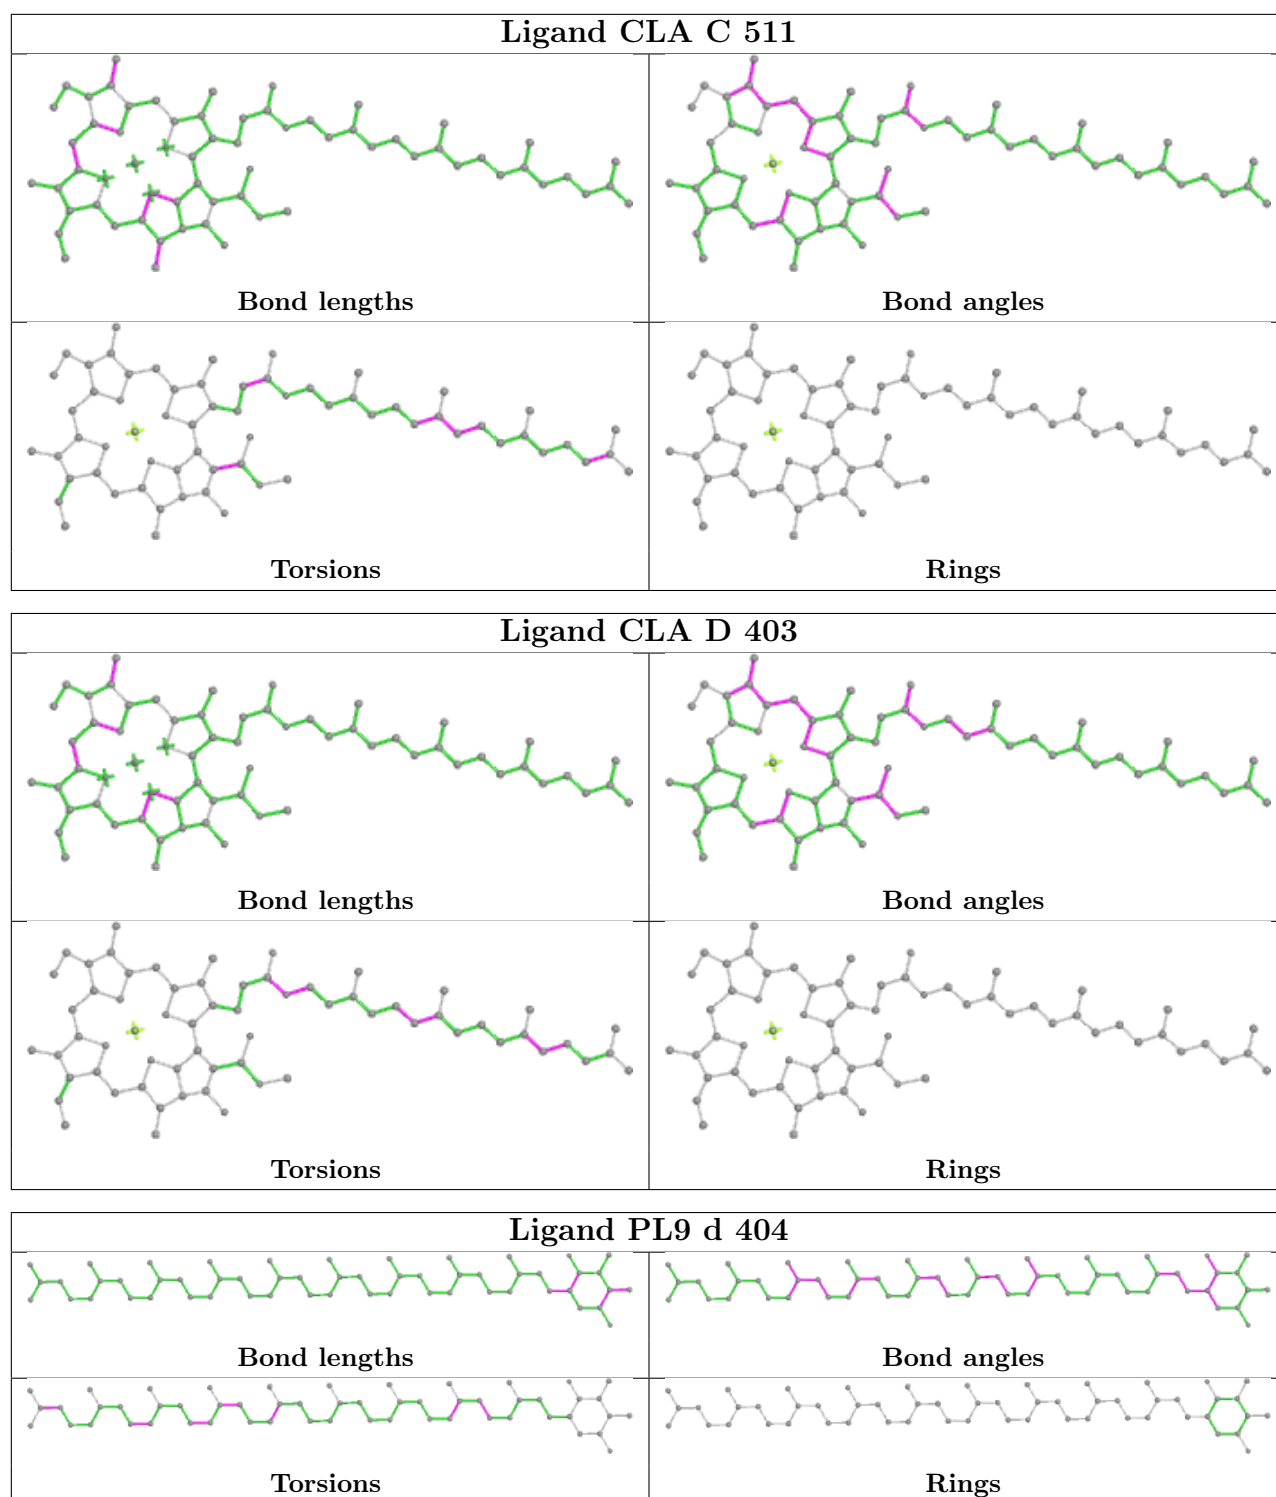 Ligand CLA C 511
Bond lengths
Bond angles
Torsions
Rings
Ligand CLA D 403
Bond lengths
Bond angles
Torsions
Rings
Ligand PL9 d 404
Bond lengths
Bond angles
Torsions
Rings